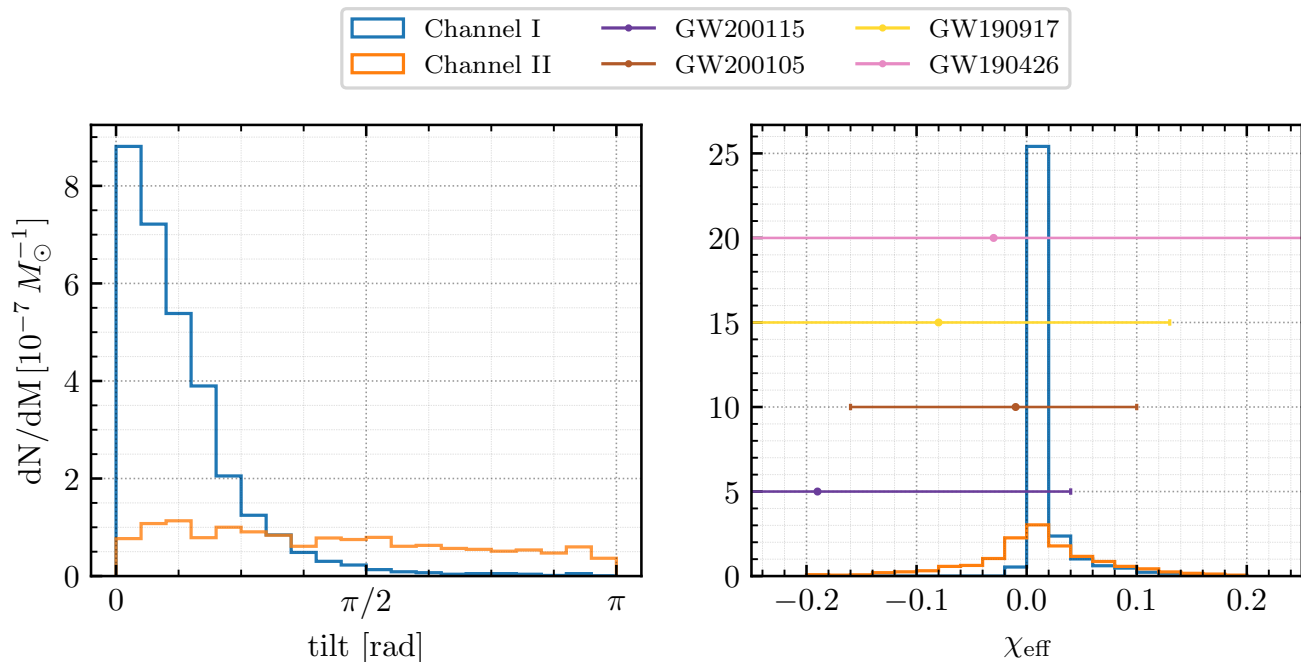 Channel I GW200115 GW190917
Channel II GW200105 GW190426
dN/dM [10⁻⁷ M⊙⁻¹]
8
6
4
2
0
0 π/2 π
tilt [rad]
25
20
15
10
5
0
−0.2 −0.1 0.0 0.1 0.2
χeff